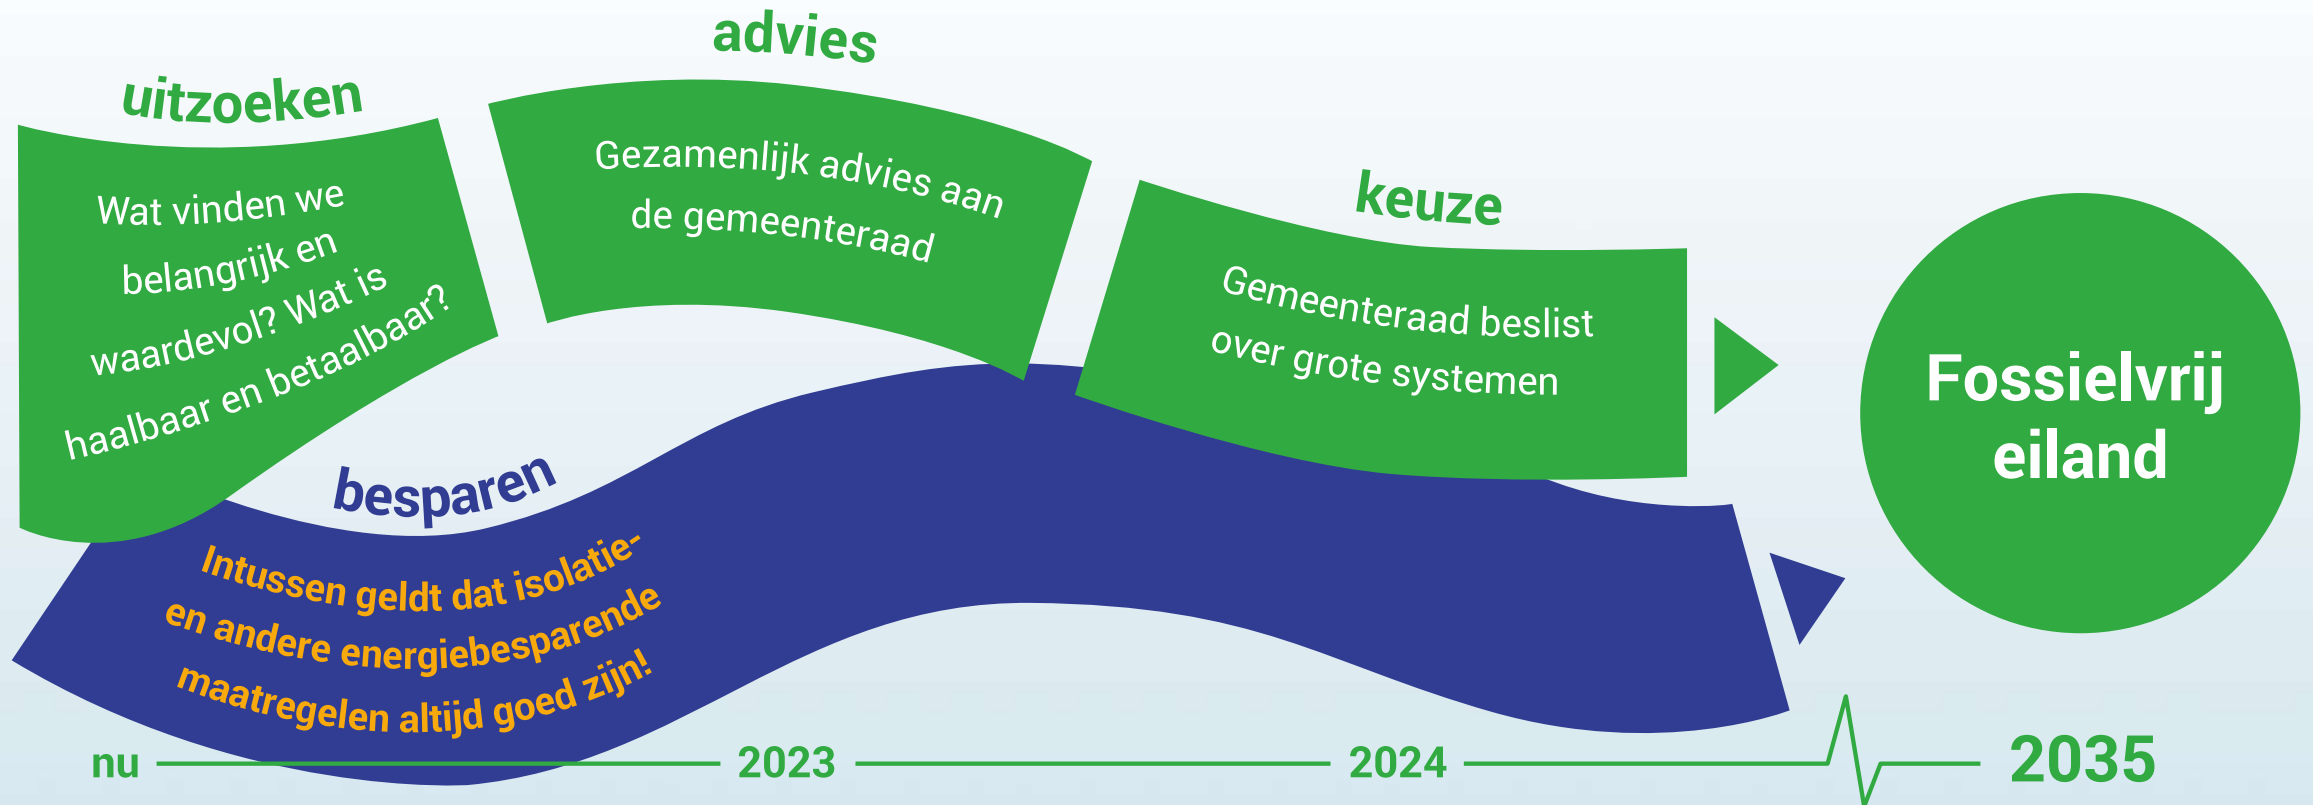 uitzoeken
Wat vinden we
belangrijk en
waardevol? Wat is
haalbaar en betaalbaar?
advies
Gezamenlijk advies aan
de gemeenteraad
keuze
Gemeenteraad beslist
over grote systemen
Fossielvrij
eiland
besparen
Intussen geldt dat isolatie-
en andere energiebesparende
maatregelen altijd goed zijn!
nu
2023
2024
2035